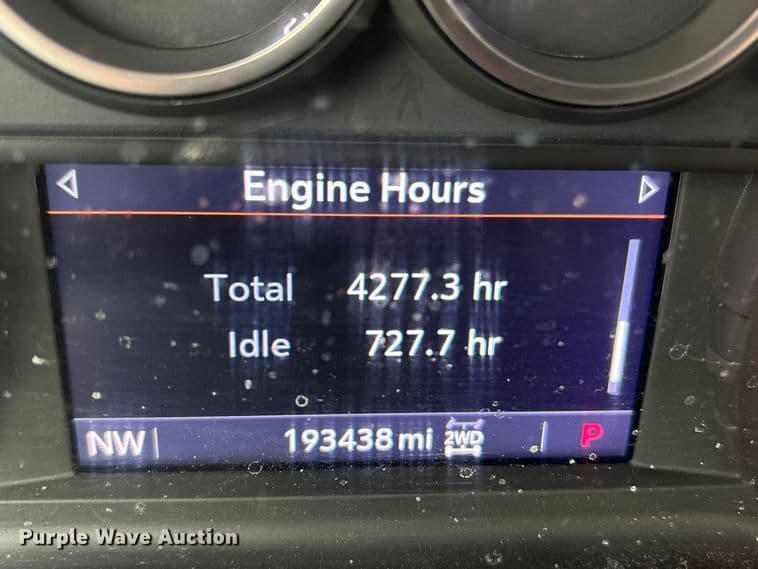 Engine Hours
Total 4277.3 hr
Idle 727.7 hr
NW 193438 mi 2WD P
Purple Wave Auction